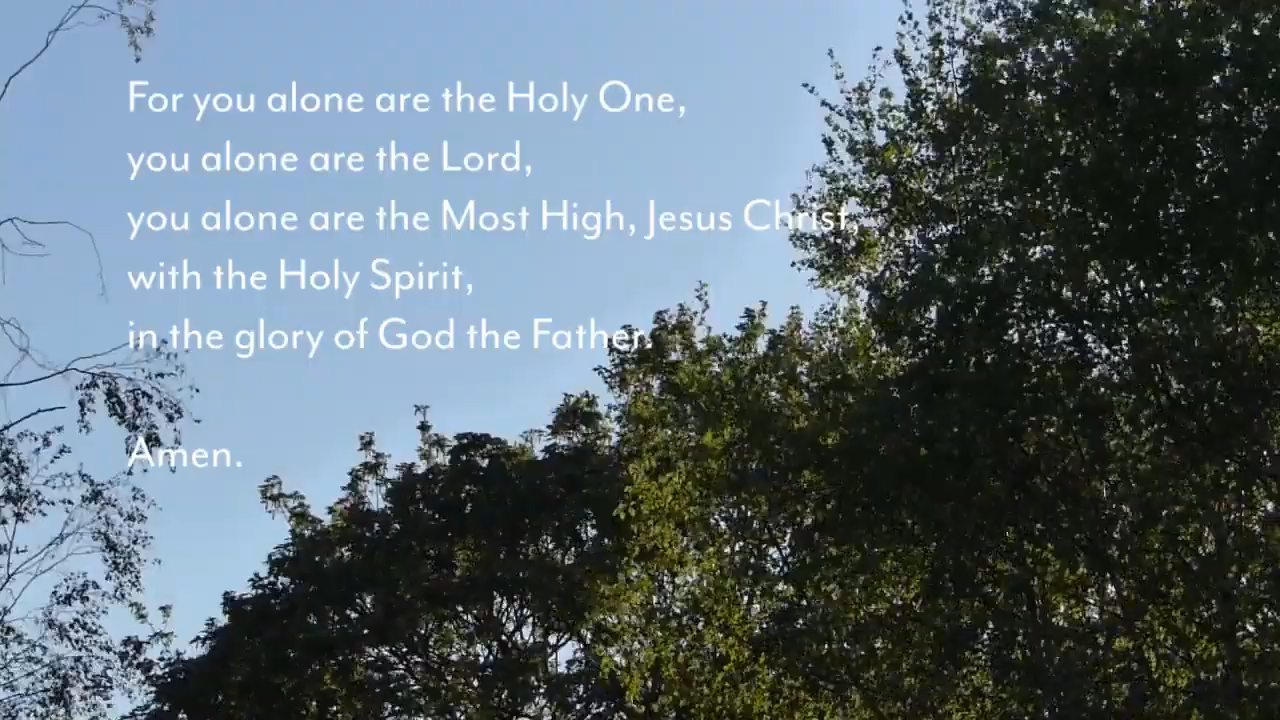 For you alone are the Holy One,
you alone are the Lord,
you alone are the Most High, Jesus Christ,
with the Holy Spirit,
in the glory of God the Father.
Amen.